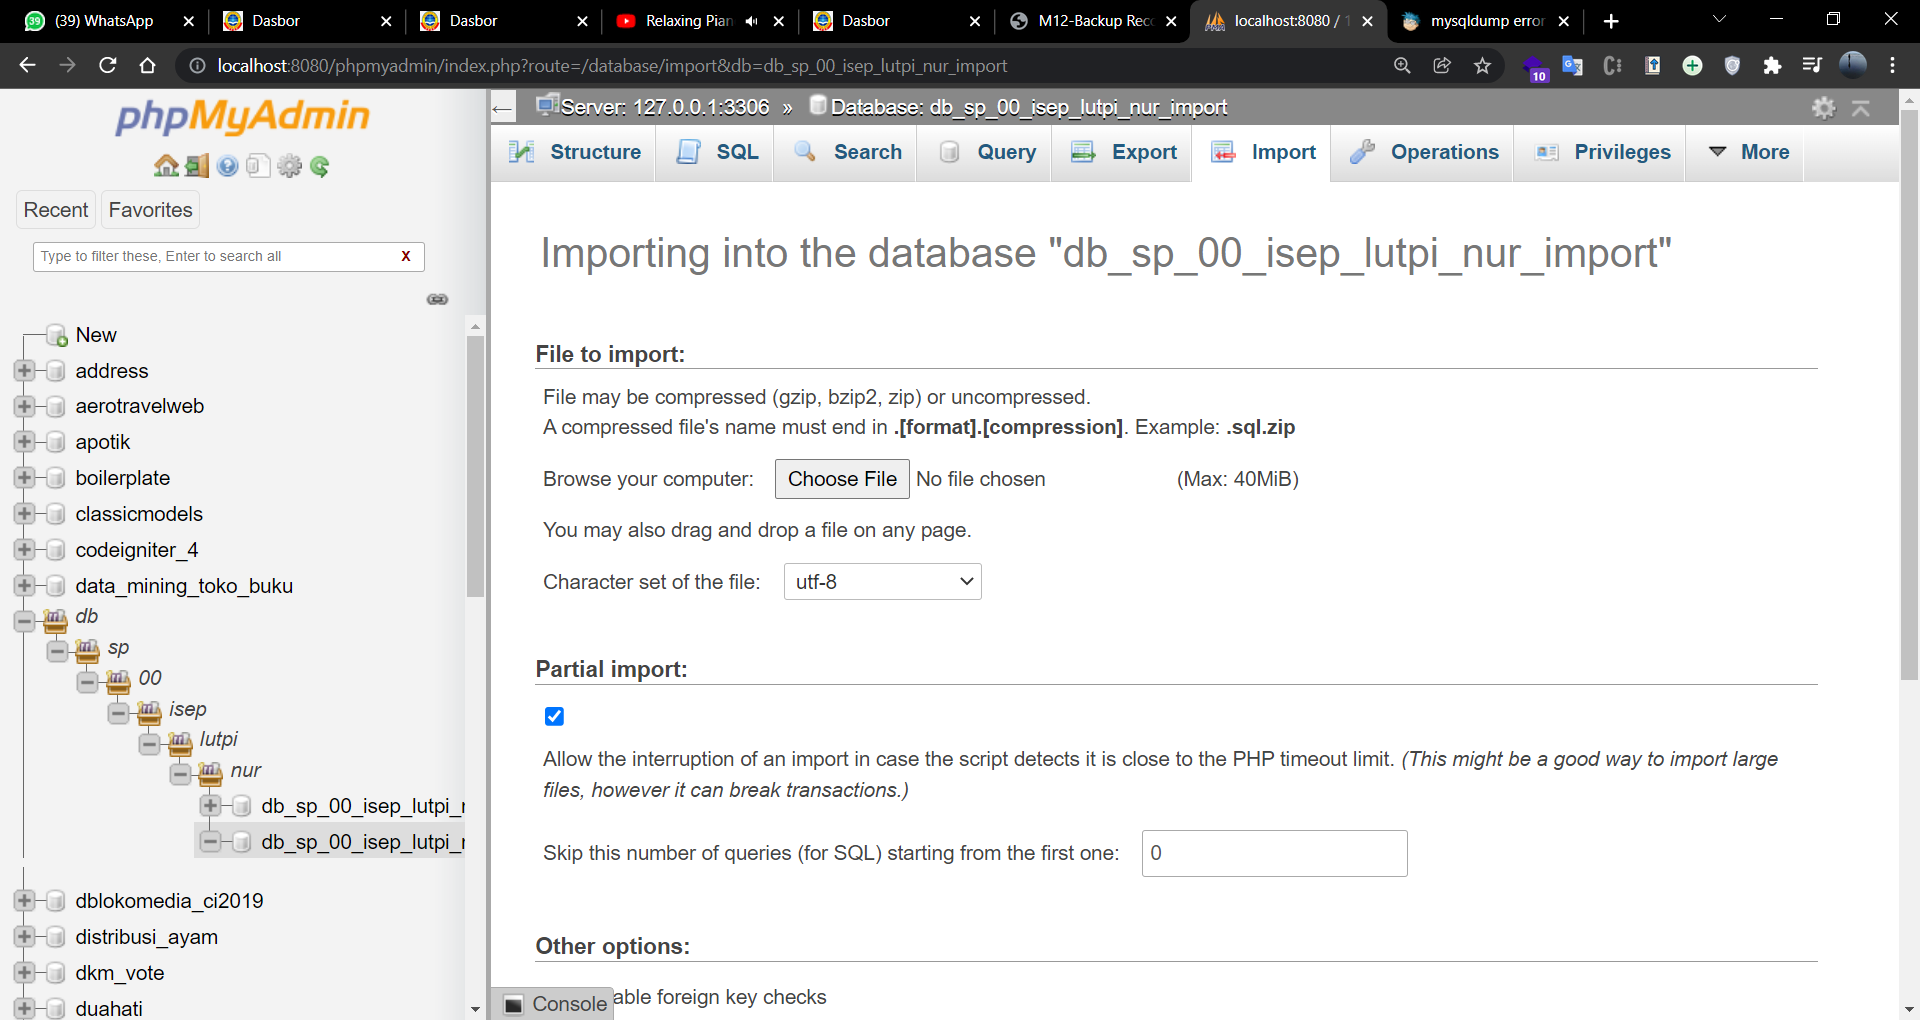 39
(39) WhatsApp
Dasbor
Dasbor
Relaxing Pian
Dasbor
M12-Backup Rec
localhost:8080 / 1
mysqldump error
localhost:8080/phpmyadmin/index.php?route=/database/import&db=db_sp_00_isep_lutpi_nur_import
10
phpMyAdmin
Recent
Favorites
Type to filter these, Enter to search all
X
New
address
aerotravelweb
apotik
boilerplate
classicmodels
codeigniter_4
data_mining_toko_buku
db
sp
00
isep
lutpi
nur
db_sp_00_isep_lutpi_
db_sp_00_isep_lutpi_
dblokomedia_ci2019
distribusi_ayam
dkm_vote
duahati
Server: 127.0.0.1:3306 » Database: db_sp_00_isep_lutpi_nur_import
Structure
SQL
Search
Query
Export
Import
Operations
Privileges
More
Importing into the database "db_sp_00_isep_lutpi_nur_import"
File to import:
File may be compressed (gzip, bzip2, zip) or uncompressed.
A compressed file's name must end in .[format].[compression]. Example: .sql.zip
Browse your computer: Choose File No file chosen (Max: 40MiB)
You may also drag and drop a file on any page.
Character set of the file: utf-8
Partial import:
Allow the interruption of an import in case the script detects it is close to the PHP timeout limit. (This might be a good way to import large
files, however it can break transactions.)
Skip this number of queries (for SQL) starting from the first one: 0
Other options:
Console
able foreign key checks